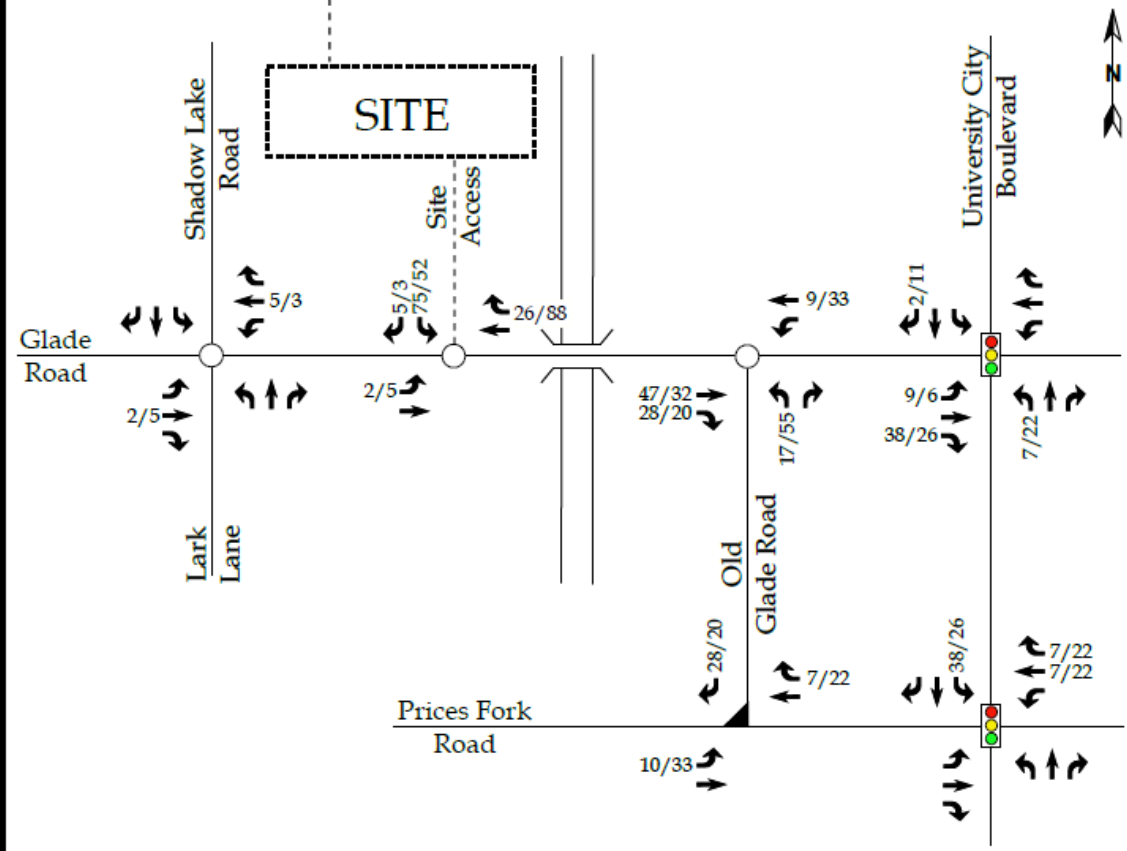 University City
Boulevard
N
Shadow Lake
Road
SITE
Site
Access
5/3
5/3
75/52
26/88
9/33
2/11
Glade
Road
2/5
2/5
47/32
28/20
17/55
9/6
38/26
7/22
Lark
Lane
Old
Glade Road
28/20
7/22
38/26
7/22
7/22
Prices Fork
Road
10/33